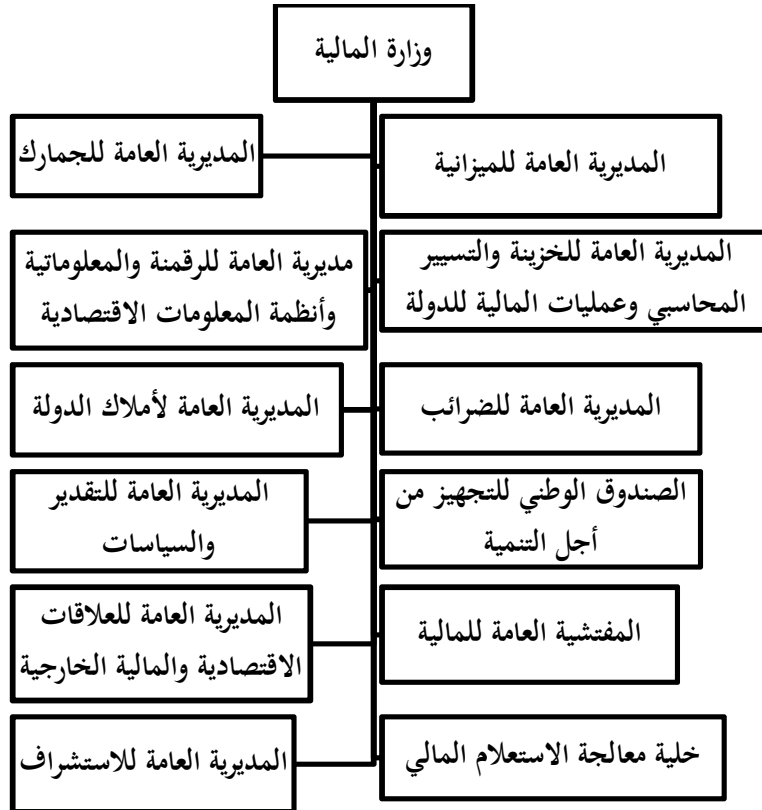 وزارة المالية
المديرية العامة للميزانية
المديرية العامة للجمارك
المديرية العامة للخزينة والتسيير
المحاسبي وعمليات المالية للدولة
مديرية العامة للرقمنة والمعلوماتية
وأنظمة المعلومات الاقتصادية
المديرية العامة للضرائب
المديرية العامة لأملاك الدولة
الصندوق الوطني للتجهيز من
أجل التنمية
المديرية العامة للتقدير
والسياسات
المفتشية العامة للمالية
المديرية العامة للعلاقات
الاقتصادية والمالية الخارجية
خلية معالجة الاستعلام المالي
المديرية العامة للاستشراف